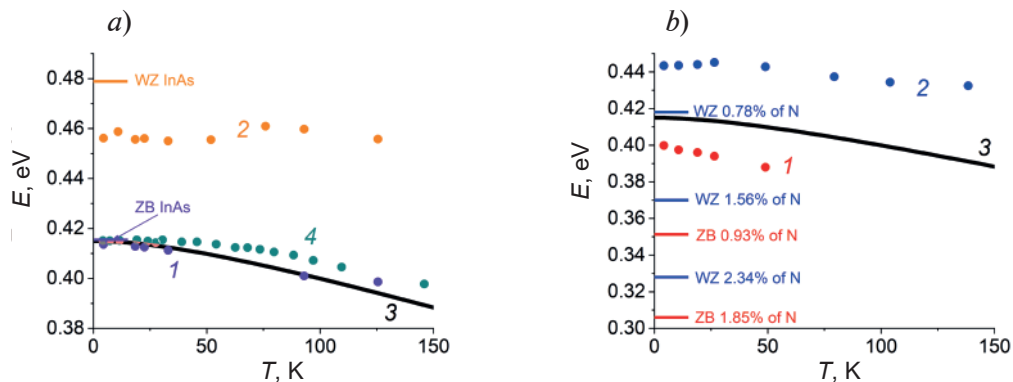 a)
E, eV
0.48
0.46
0.44
0.42
0.40
0.38
WZ InAs
2
ZB InAs
4
1
3
0
50
100
150
T, K
b)
E, eV
0.44
0.42
0.40
0.38
0.36
0.34
0.32
0.30
2
WZ 0.78% of N
3
1
WZ 1.56% of N
ZB 0.93% of N
WZ 2.34% of N
ZB 1.85% of N
0
50
100
150
T, K